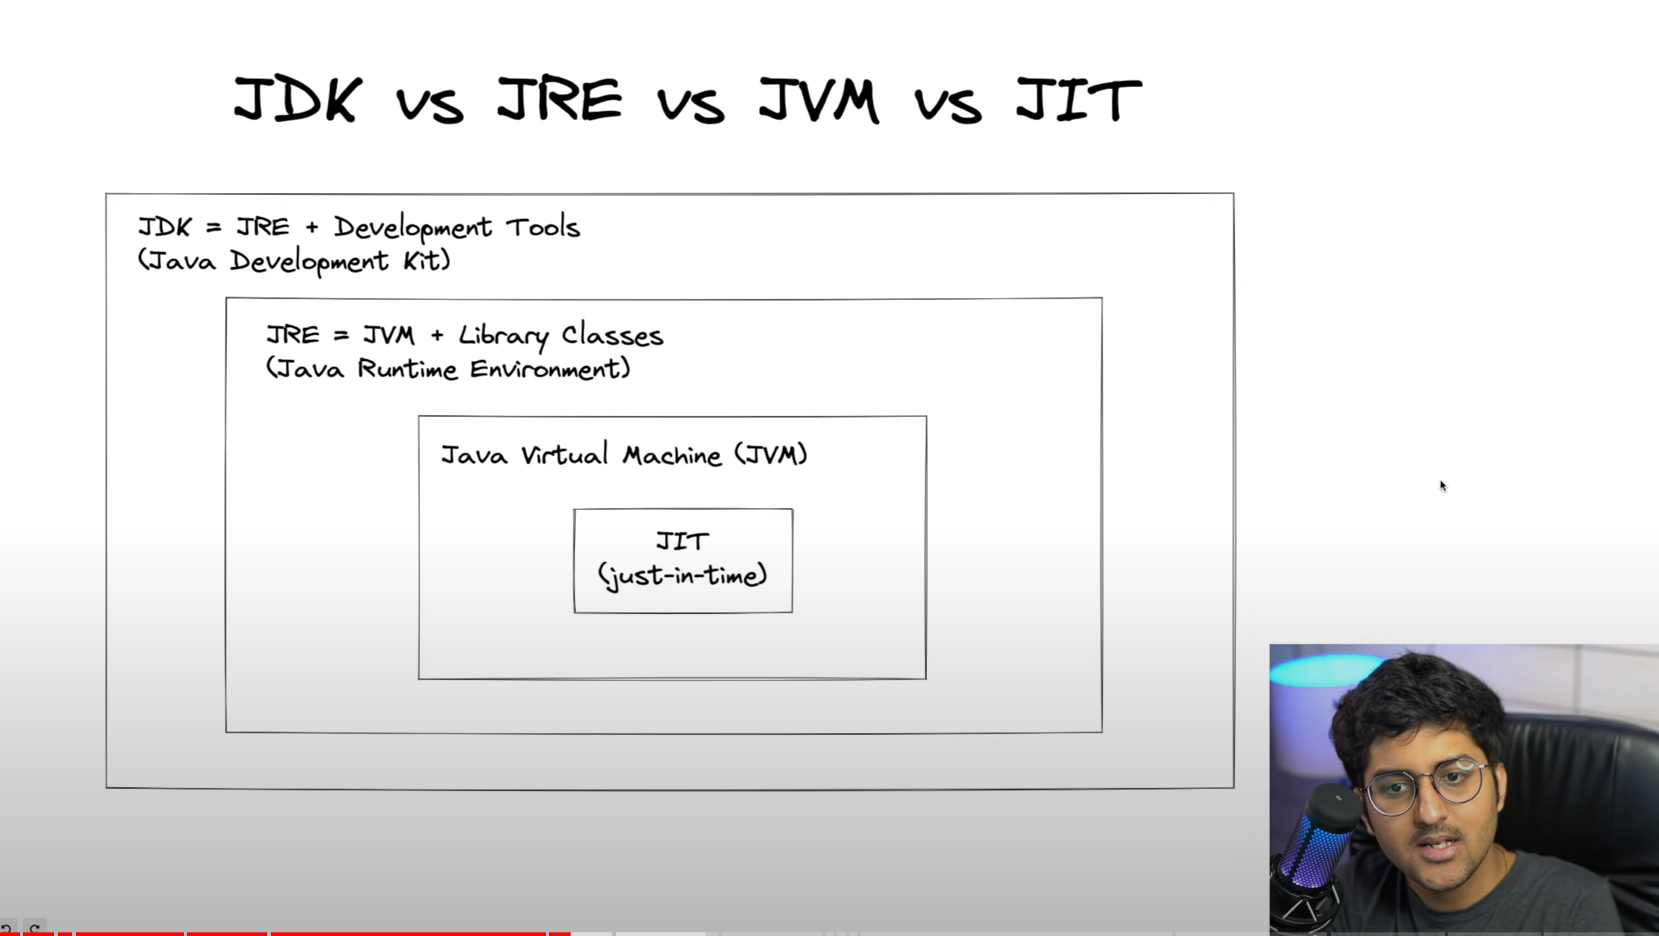 JDK vs JRE vs JVM vs JIT
JDK = JRE + Development Tools
(Java Development Kit)
JRE = JVM + Library Classes
(Java Runtime Environment)
Java Virtual Machine (JVM)
JIT
(just-in-time)